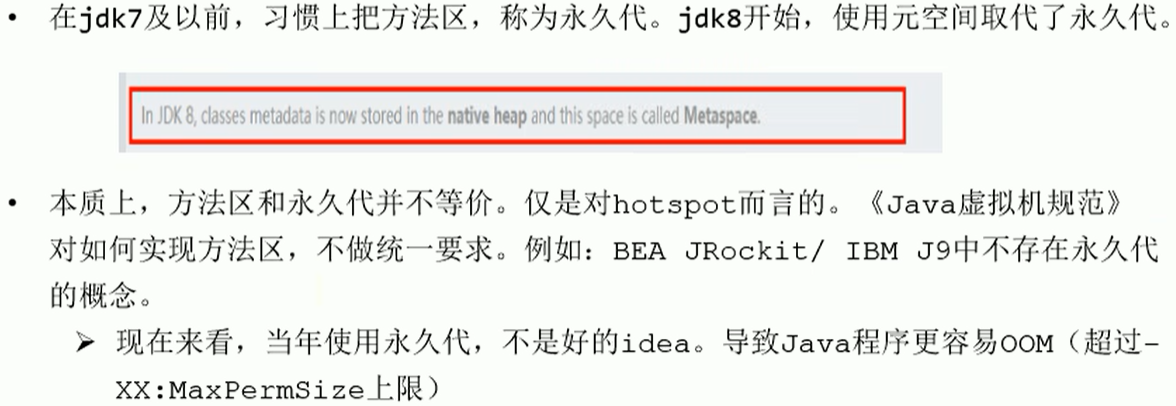 • 在jdk7及以前，习惯上把方法区，称为永久代。jdk8开始，使用元空间取代了永久代。
In JDK 8, classes metadata is now stored in the native heap and this space is called Metaspace.
• 本质上，方法区和永久代并不等价。仅是对hotspot而言的。《Java虚拟机规范》
对如何实现方法区，不做统一要求。例如：BEA JRockit/ IBM J9中不存在永久代
的概念。
➢ 现在来看，当年使用永久代，不是好的idea。导致Java程序更容易OOM（超过-
XX:MaxPermSize上限）